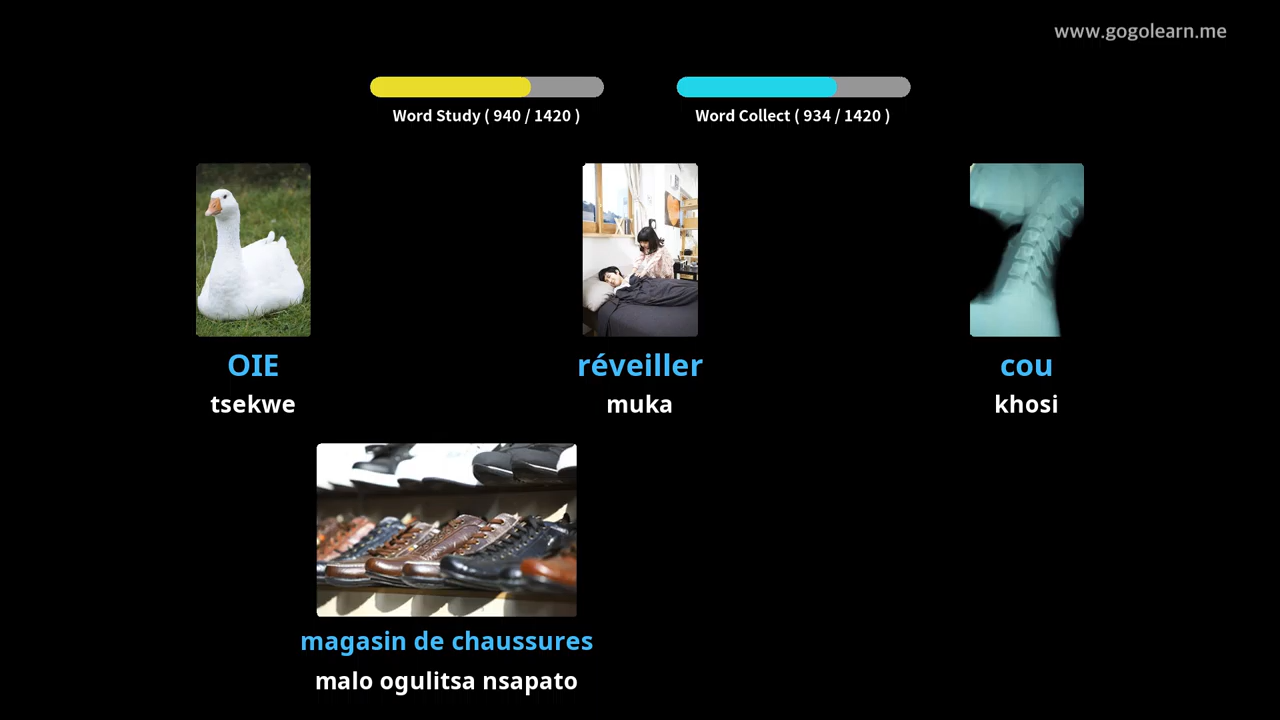 www.gogolearn.me
Word Study ( 940 / 1420 )
Word Collect ( 934 / 1420 )
OIE
réveiller
cou
tsekwe
muka
khosi
magasin de chaussures
malo ogulitsa nsapato